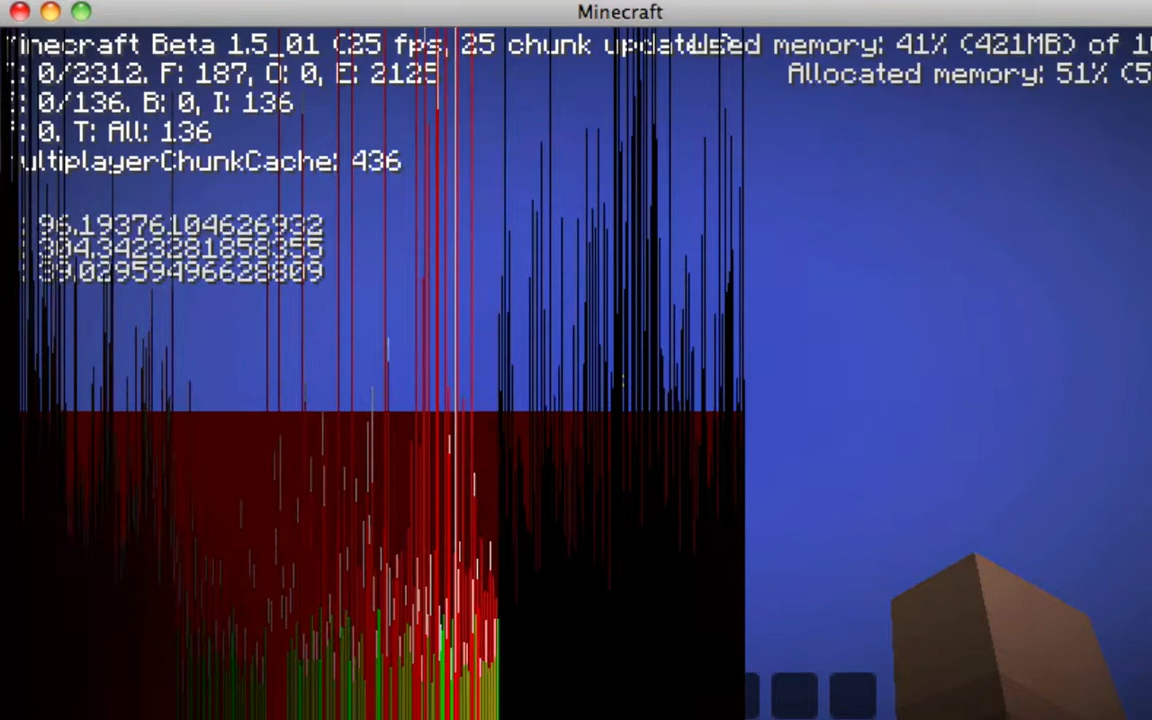 Minecraft
inecraft Beta 1.5_01 (25 fps, 25 chunk updates)
Used memory: 41% (421MB) of 10
: 0/2312. F: 187, O: 0, E: 2125
Allocated memory: 51% (5
: 0/136. B: 0, I: 136
: 0. T: All: 136
ultiplayerChunkCache: 436
: 96.19376104626932
: 304.3423281858355
: 39.02959496628809